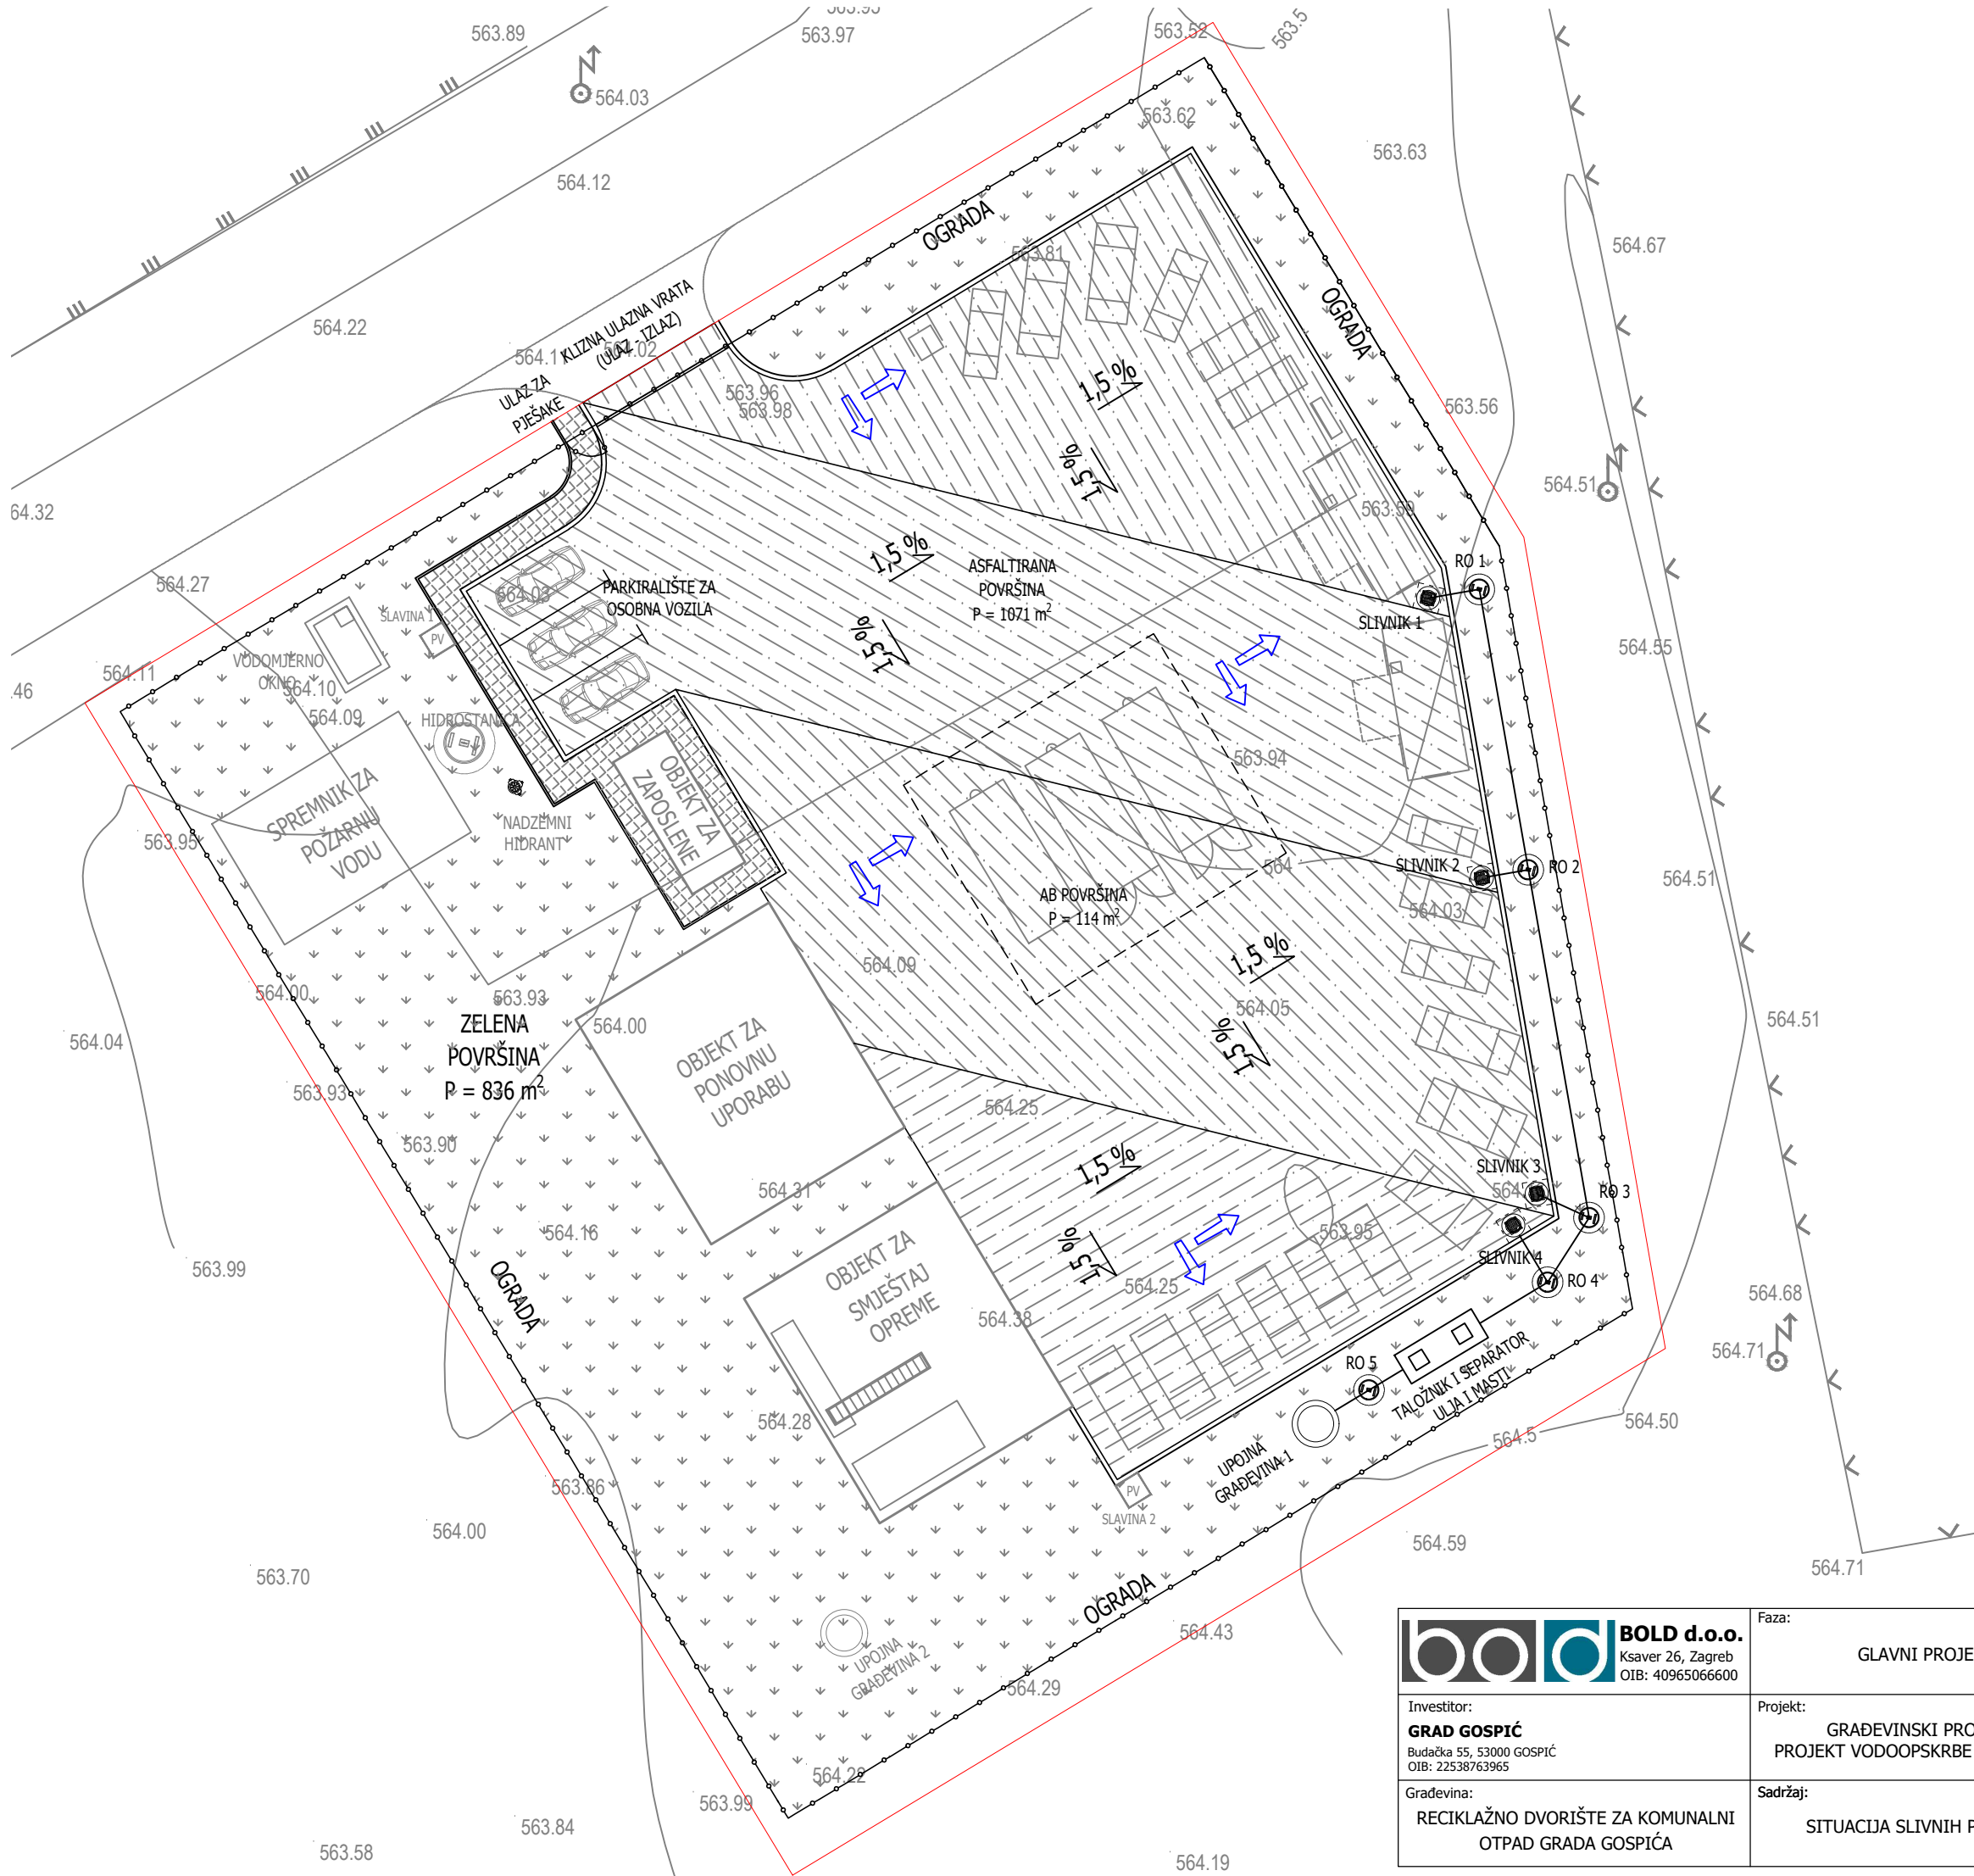 563.89
563.93
563.97
563.52
563.5
564.03
563.62
563.63
564.12
OGRADA
563.81
564.67
564.22
KLIZNA ULAZNA VRATA
(ULAZ - IZLAZ)
564.02
OGRADA
ULAZ ZA
PJEŠAKE
563.96
563.98
1,5 %
563.56
1,5 %
564.51
563.59
64.32
1,5 %
ASFALTIRANA
POVRŠINA
P = 1071 m²
RO 1
564.27
PARKIRALIŠTE ZA
OSOBNA VOZILA
564.03
SLAVINA 1
PV
SLIVNIK 1
1,5 %
564.55
VODOMJERNO
OKNO
564.11
.46
564.10
564.09
HIDROSTANICA
563.94
OBJEKT ZA
ZAPOSLENE
SPREMNIK ZA
POŽARNU
VODU
563.95
NADZEMNI
HIDRANT
564
SLIVNIK 2
RO 2
564.51
AB POVRŠINA
P = 114 m²
564.03
1,5 %
564.09
564.00
563.93
564.05
564.51
ZELENA
POVRŠINA
P = 836 m²
564.00
564.04
OBJEKT ZA
PONOVNU
UPORABU
1,5 %
563.93
564.25
563.90
1,5 %
SLIVNIK 3
RO 3
564.31
564.16
563.95
1,5 %
SLIVNIK 4
563.99
OGRADA
OBJEKT ZA
SMJEŠTAJ
OPREME
564.25
RO 4
564.68
564.38
564.71
RO 5
TALOŽNIK I SEPARATOR
ULJA I MASTI
564.28
564.50
564.5
UPOJNA
GRAĐEVINA 1
563.86
PV
SLAVINA 2
564.00
564.59
563.70
564.71
OGRADA
564.43
UPOJNA
GRAĐEVINA 2
564.29
564.22
563.99
563.84
563.58
564.19
bold
BOLD d.o.o.
Ksaver 26, Zagreb
OIB: 40965066600
Faza:
GLAVNI PROJE
Investitor:
GRAD GOSPIĆ
Budačka 55, 53000 GOSPIĆ
OIB: 22538763965
Projekt:
GRAĐEVINSKI PRO
PROJEKT VODOOPSKRBE
Građevina:
RECIKLAŽNO DVORIŠTE ZA KOMUNALNI
OTPAD GRADA GOSPIĆA
Sadržaj:
SITUACIJA SLIVNIH P